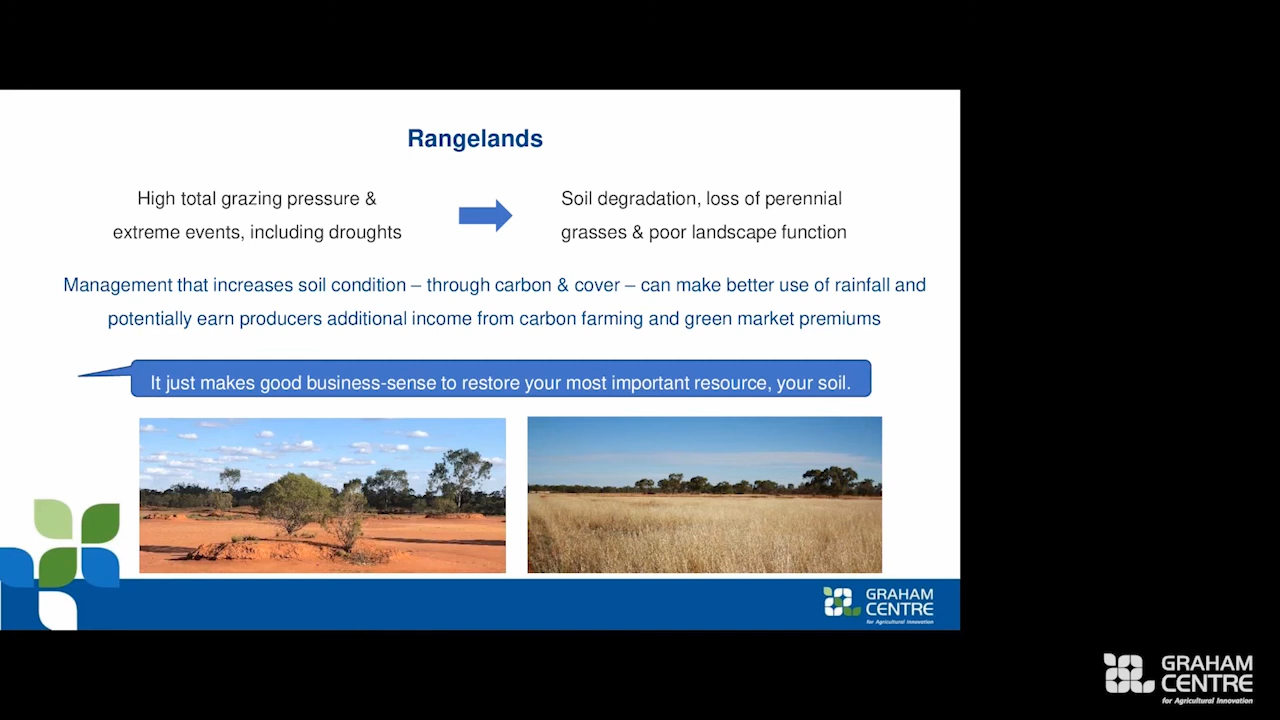 Rangelands
High total grazing pressure &
extreme events, including droughts
Soil degradation, loss of perennial
grasses & poor landscape function
Management that increases soil condition – through carbon & cover – can make better use of rainfall and
potentially earn producers additional income from carbon farming and green market premiums
It just makes good business-sense to restore your most important resource, your soil.
GRAHAM
CENTRE
for Agricultural Innovation
GRAHAM
CENTRE
for Agricultural Innovation